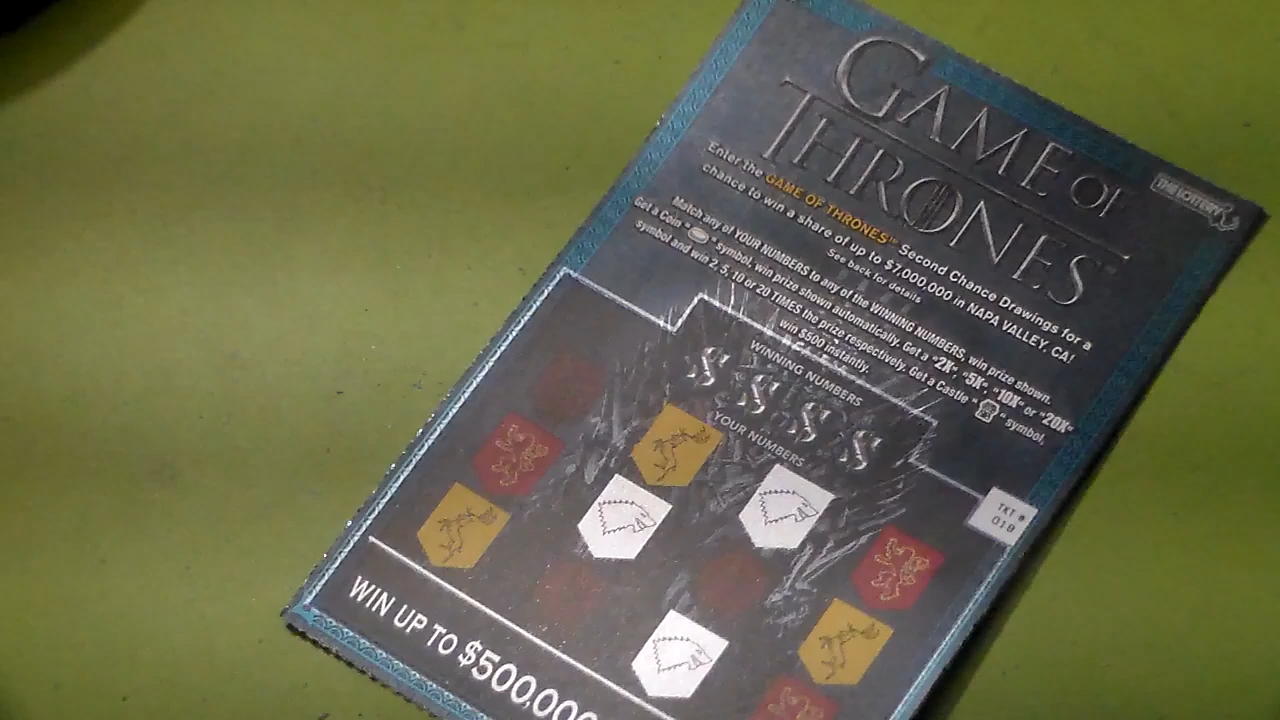 GAME OF
THRONES™
THE LOTTERY
Enter the GAME OF THRONES™ Second Chance Drawings for a
chance to win a share of up to $7,000,000 in NAPA VALLEY, CA!
See back for details
Match any of YOUR NUMBERS to any of the WINNING NUMBERS, win prize shown.
Get a Coin " " symbol, win prize shown automatically. Get a "2X", "5X", "10X" or "20X"
symbol and win 2, 5, 10 or 20 TIMES the prize respectively. Get a Castle " " symbol,
win $500 instantly.
WINNING NUMBERS
S S S S
YOUR NUMBERS
TKT #
018
WIN UP TO $500,000